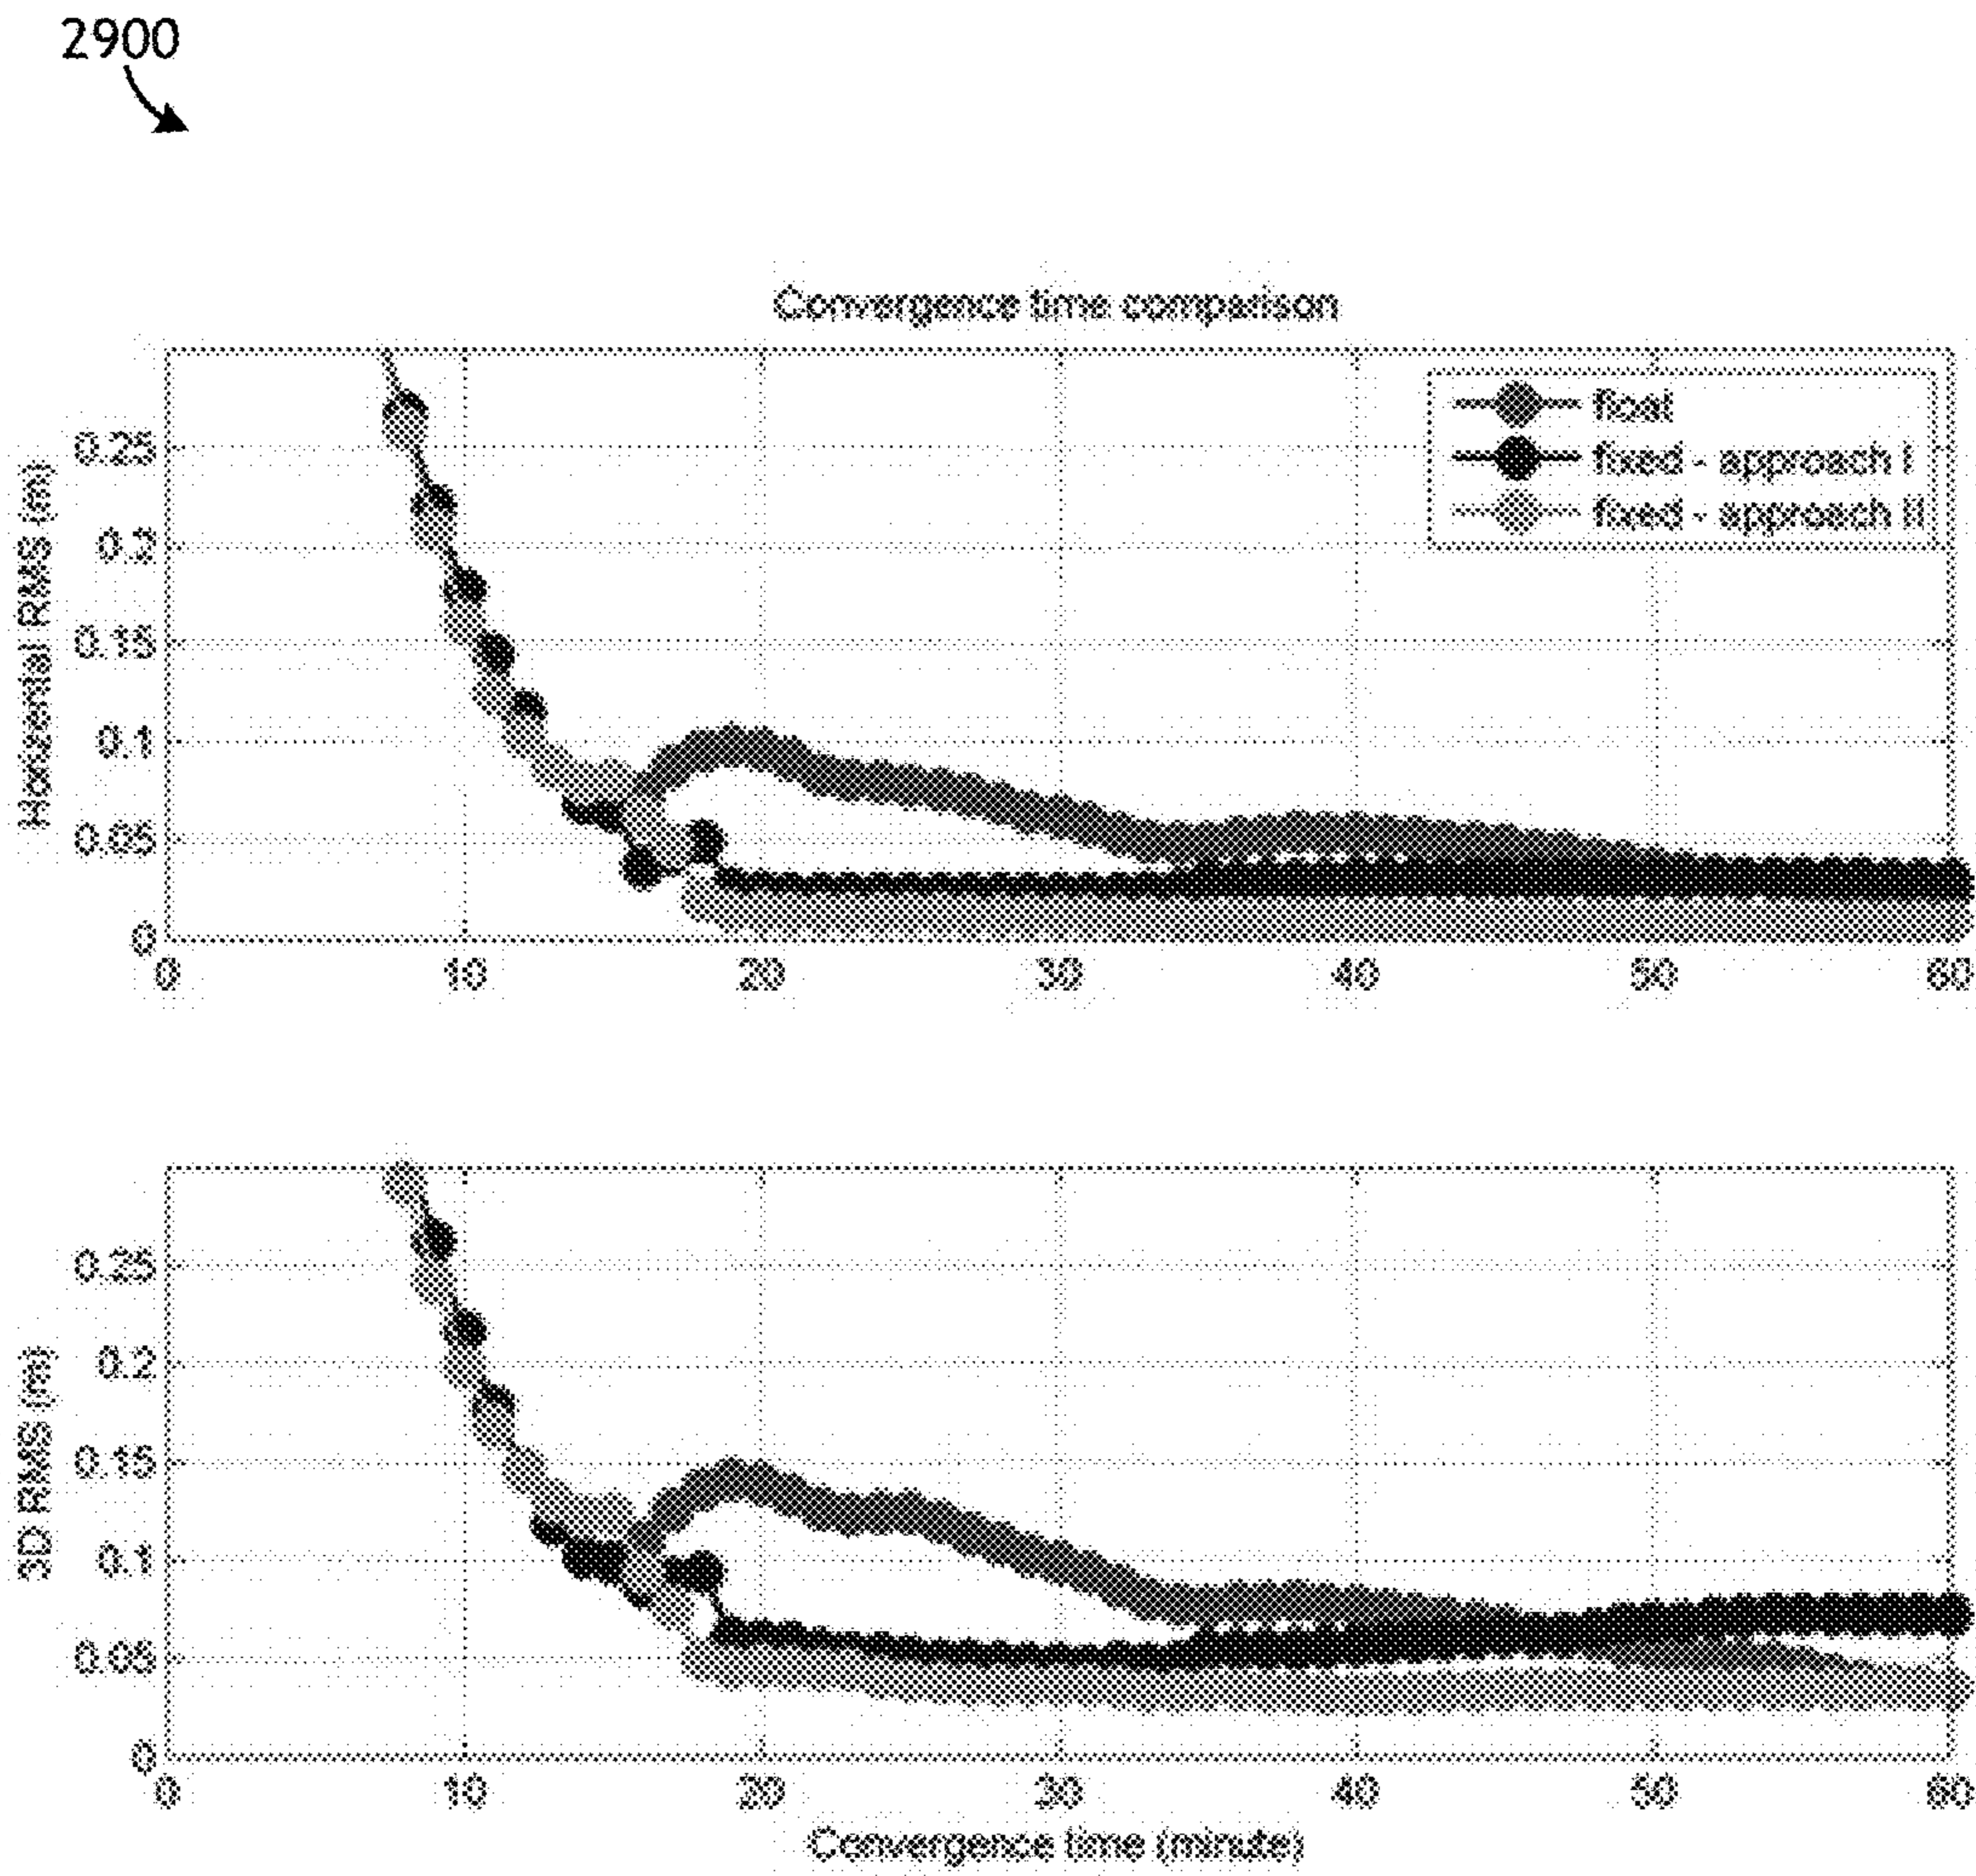 2900
Convergence time comparison
Horizontal RMS (m)
0.25
0.2
0.15
0.1
0.05
0
0 10 20 30 40 50 60
float
fixed - approach I
fixed - approach II
3D RMS (m)
0.25
0.2
0.15
0.1
0.05
0
0 10 20 30 40 50 60
Convergence time (minute)